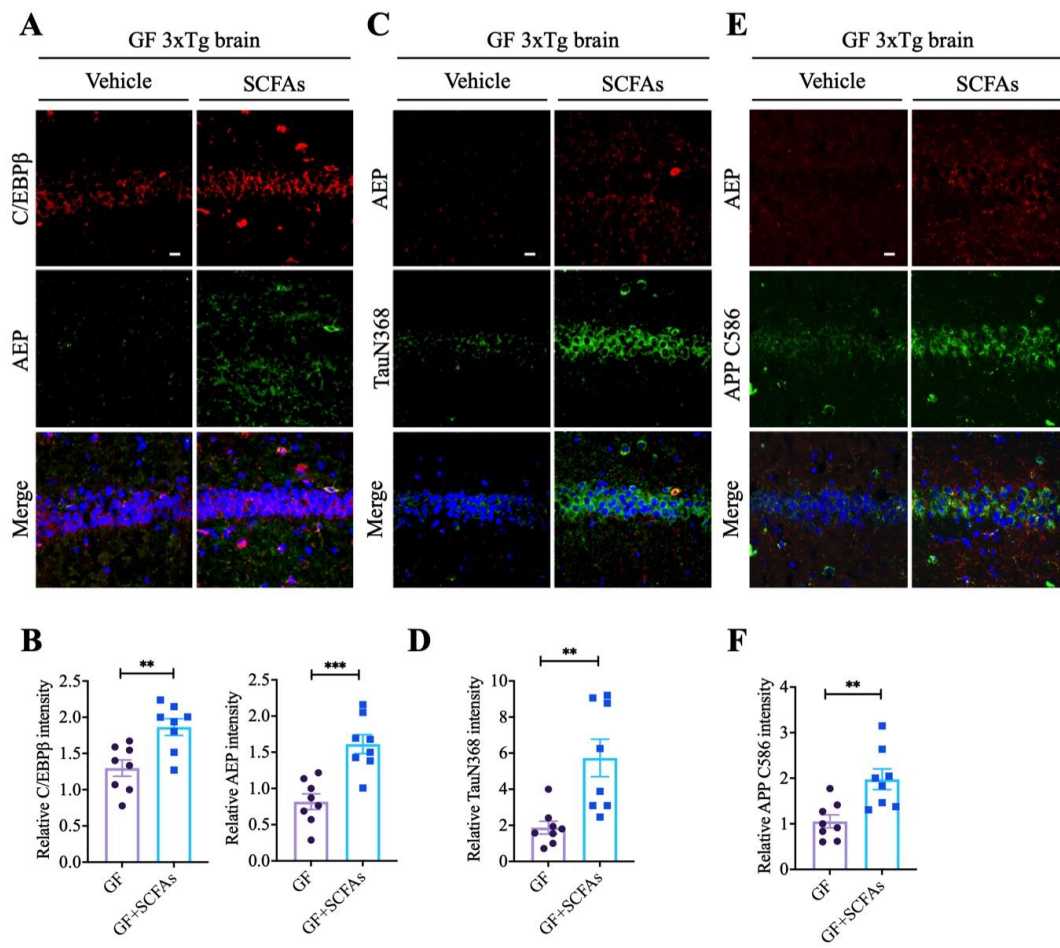 A
GF 3xTg brain
Vehicle
SCFAs
C/EBPβ
AEP
Merge
C
GF 3xTg brain
Vehicle
SCFAs
AEP
TauN368
Merge
E
GF 3xTg brain
Vehicle
SCFAs
AEP
APP C586
Merge
B
Relative C/EBPβ intensity
2.5
2.0
1.5
1.0
0.5
0.0
**
GF
GF+SCFAs
Relative AEP intensity
2.5
2.0
1.5
1.0
0.5
0.0
***
GF
GF+SCFAs
D
Relative TauN368 intensity
10
8
6
4
2
0
**
GF
GF+SCFAs
F
Relative APP C586 intensity
4
3
2
1
0
**
GF
GF+SCFAs